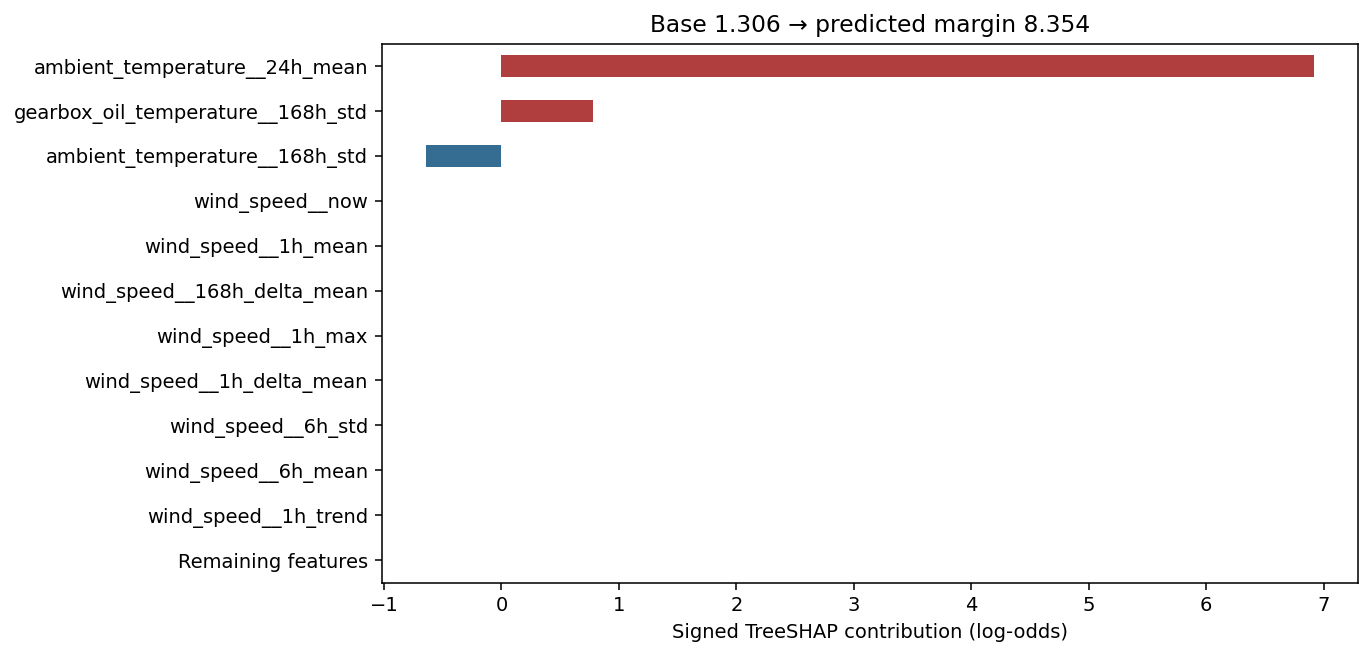 Base 1.306 → predicted margin 8.354
ambient_temperature__24h_mean
gearbox_oil_temperature__168h_std
ambient_temperature__168h_std
wind_speed__now
wind_speed__1h_mean
wind_speed__168h_delta_mean
wind_speed__1h_max
wind_speed__1h_delta_mean
wind_speed__6h_std
wind_speed__6h_mean
wind_speed__1h_trend
Remaining features
−1 0 1 2 3 4 5 6 7
Signed TreeSHAP contribution (log-odds)